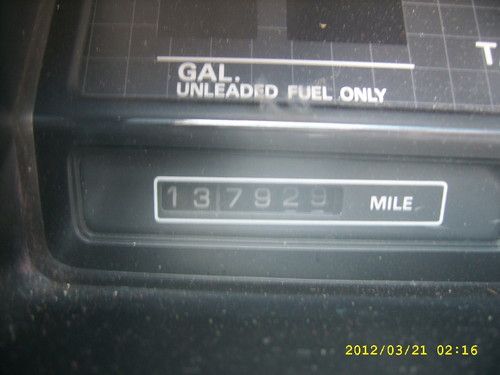 T
GAL.
UNLEADED FUEL ONLY
137929 MILE
2012/03/21 02:16